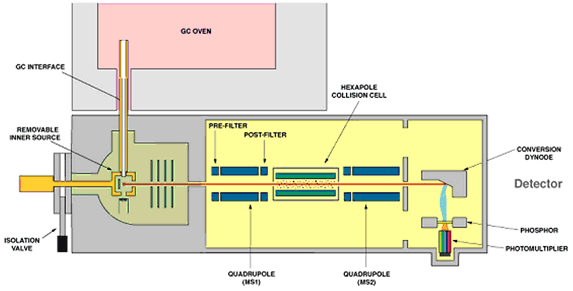 GC OVEN
GC INTERFACE
HEXAPOLE
COLLISION CELL
REMOVABLE
INNER SOURCE
PRE-FILTER
POST-FILTER
CONVERSION
DYNODE
Detector
PHOSPHOR
ISOLATION
VALVE
PHOTOMULTIPLIER
QUADRUPOLE
(MS1)
QUADRUPOLE
(MS2)